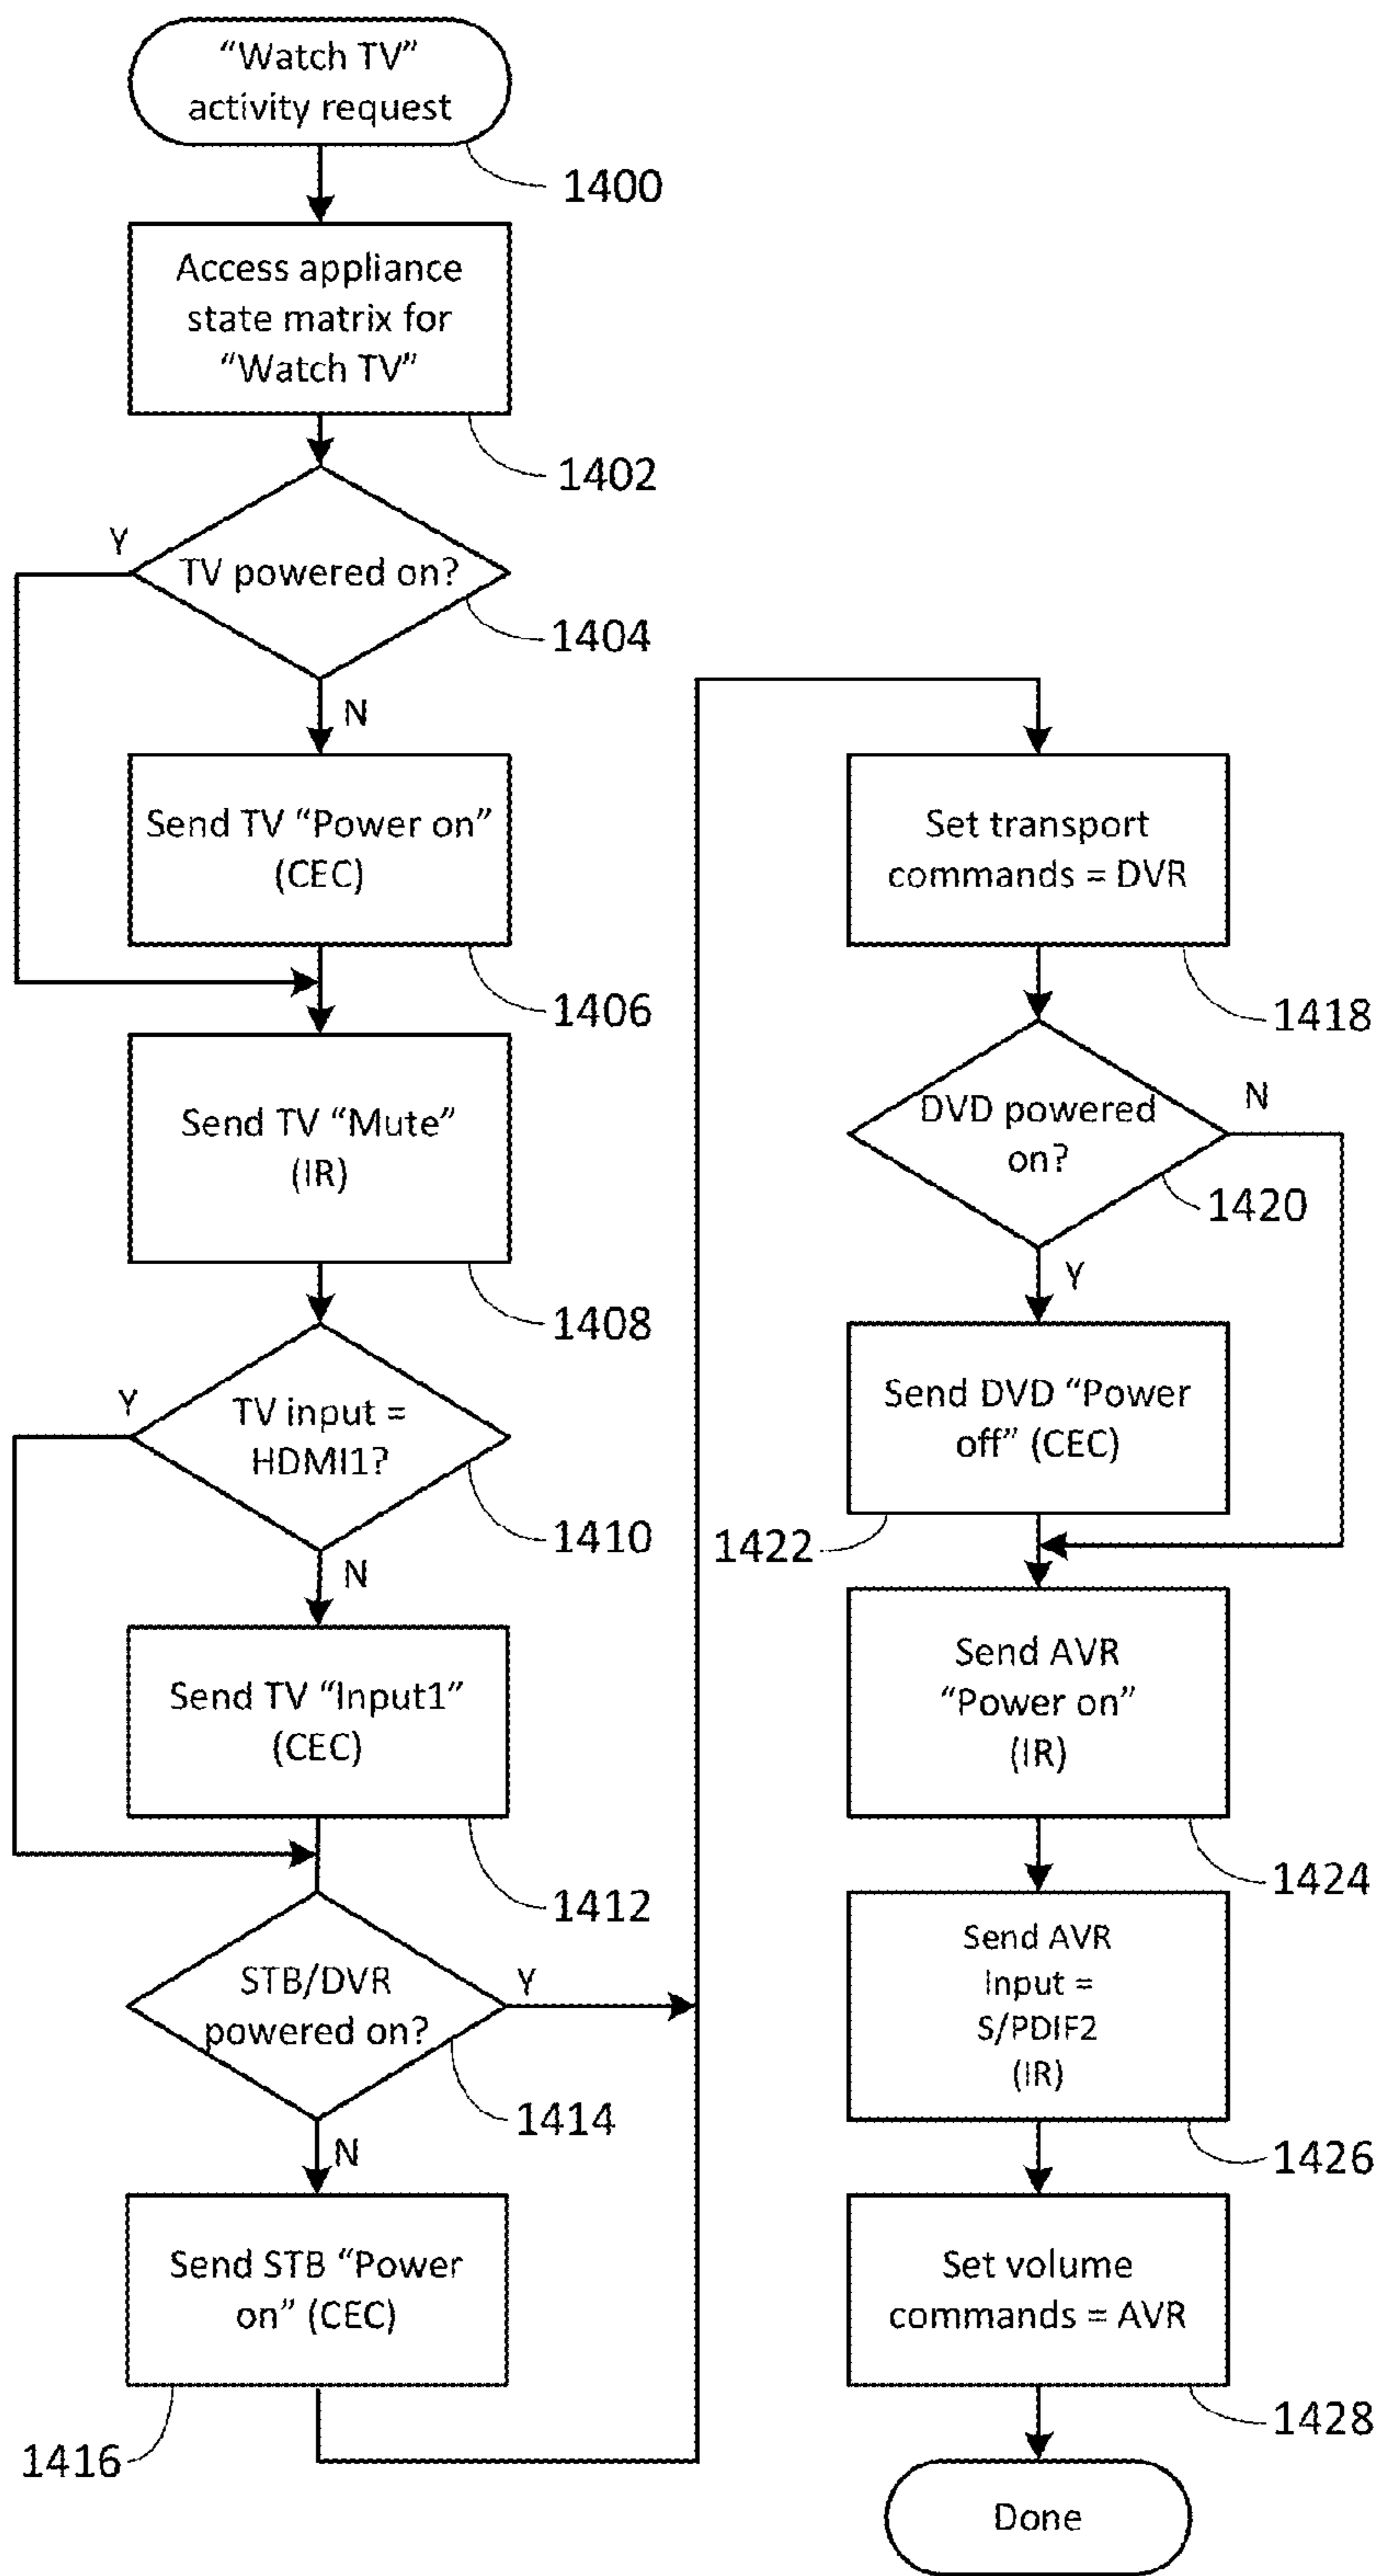 “Watch TV”
activity request
1400
Access appliance
state matrix for
“Watch TV”
1402
Y
TV powered on?
1404
N
Send TV “Power on”
(CEC)
1406
Send TV “Mute”
(IR)
1408
Y
TV input =
HDMI1?
1410
N
Send TV “Input1”
(CEC)
1412
STB/DVR
powered on?
Y
1414
N
Send STB “Power
on” (CEC)
1416
Set transport
commands = DVR
1418
DVD powered
on?
N
1420
Y
Send DVD “Power
off” (CEC)
1422
Send AVR
“Power on”
(IR)
1424
Send AVR
Input =
S/PDIF2
(IR)
1426
Set volume
commands = AVR
1428
Done